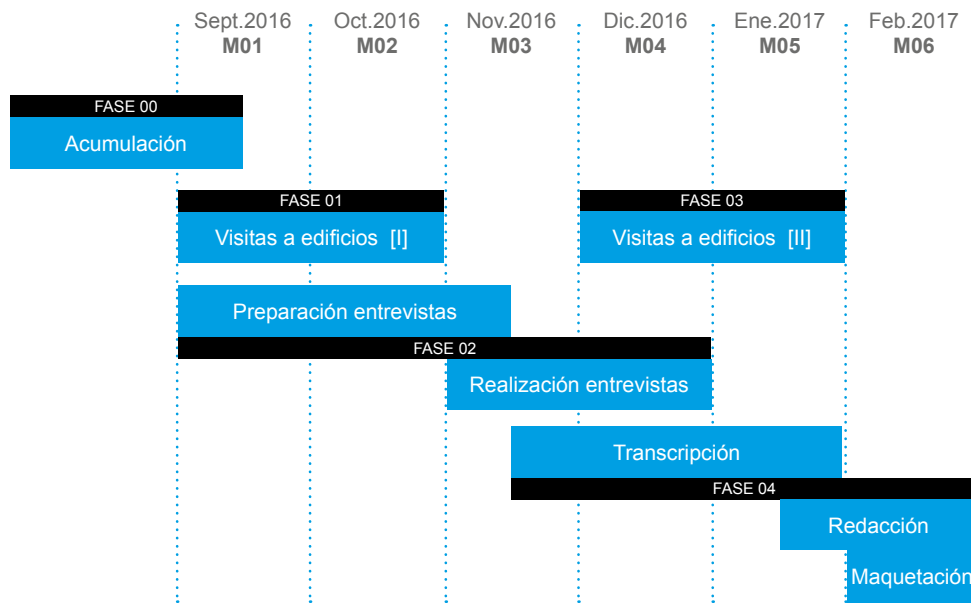 Sept.2016 Oct.2016 Nov.2016 Dic.2016 Ene.2017 Feb.2017
M01 M02 M03 M04 M05 M06
FASE 00
Acumulación
FASE 01 FASE 03
Visitas a edificios [I] Visitas a edificios [II]
Preparación entrevistas
FASE 02
Realización entrevistas
Transcripción
FASE 04
Redacción
Maquetación